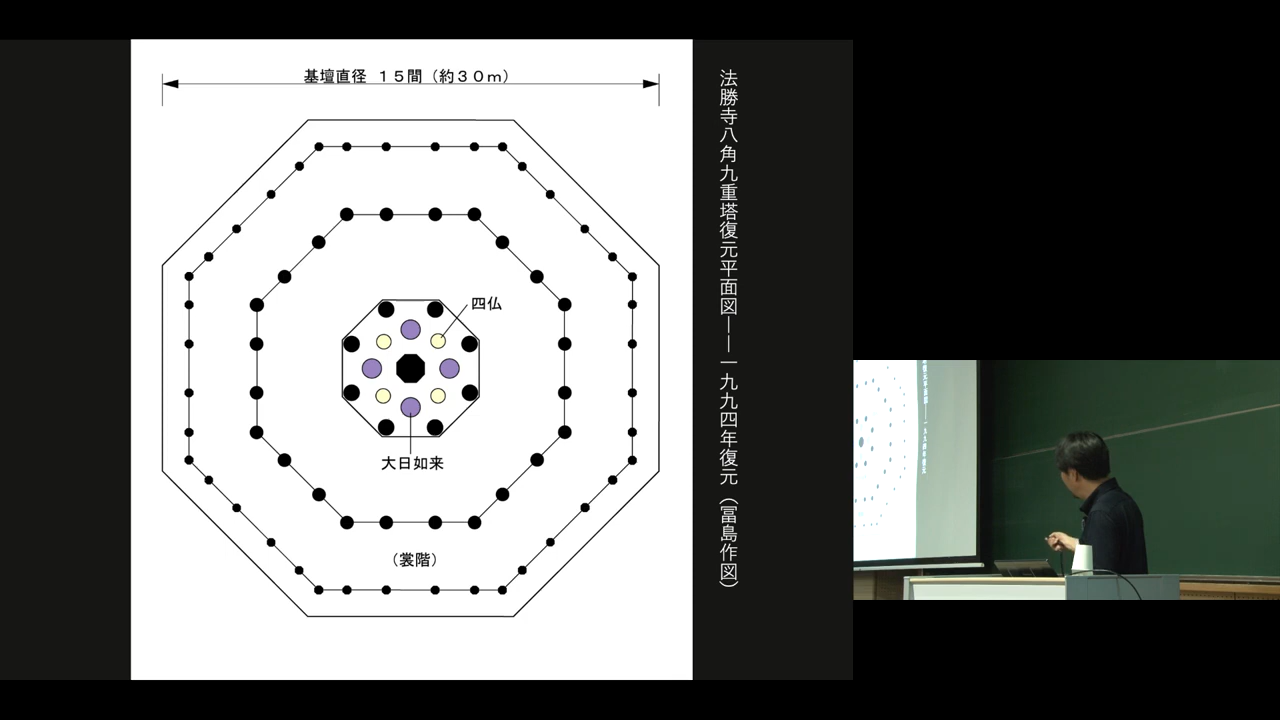 基壇直径 15間（約30m）
四仏
大日如来
（裳階）
法勝寺八角九重塔復元平面図――一九九四年復元（冨島作図）